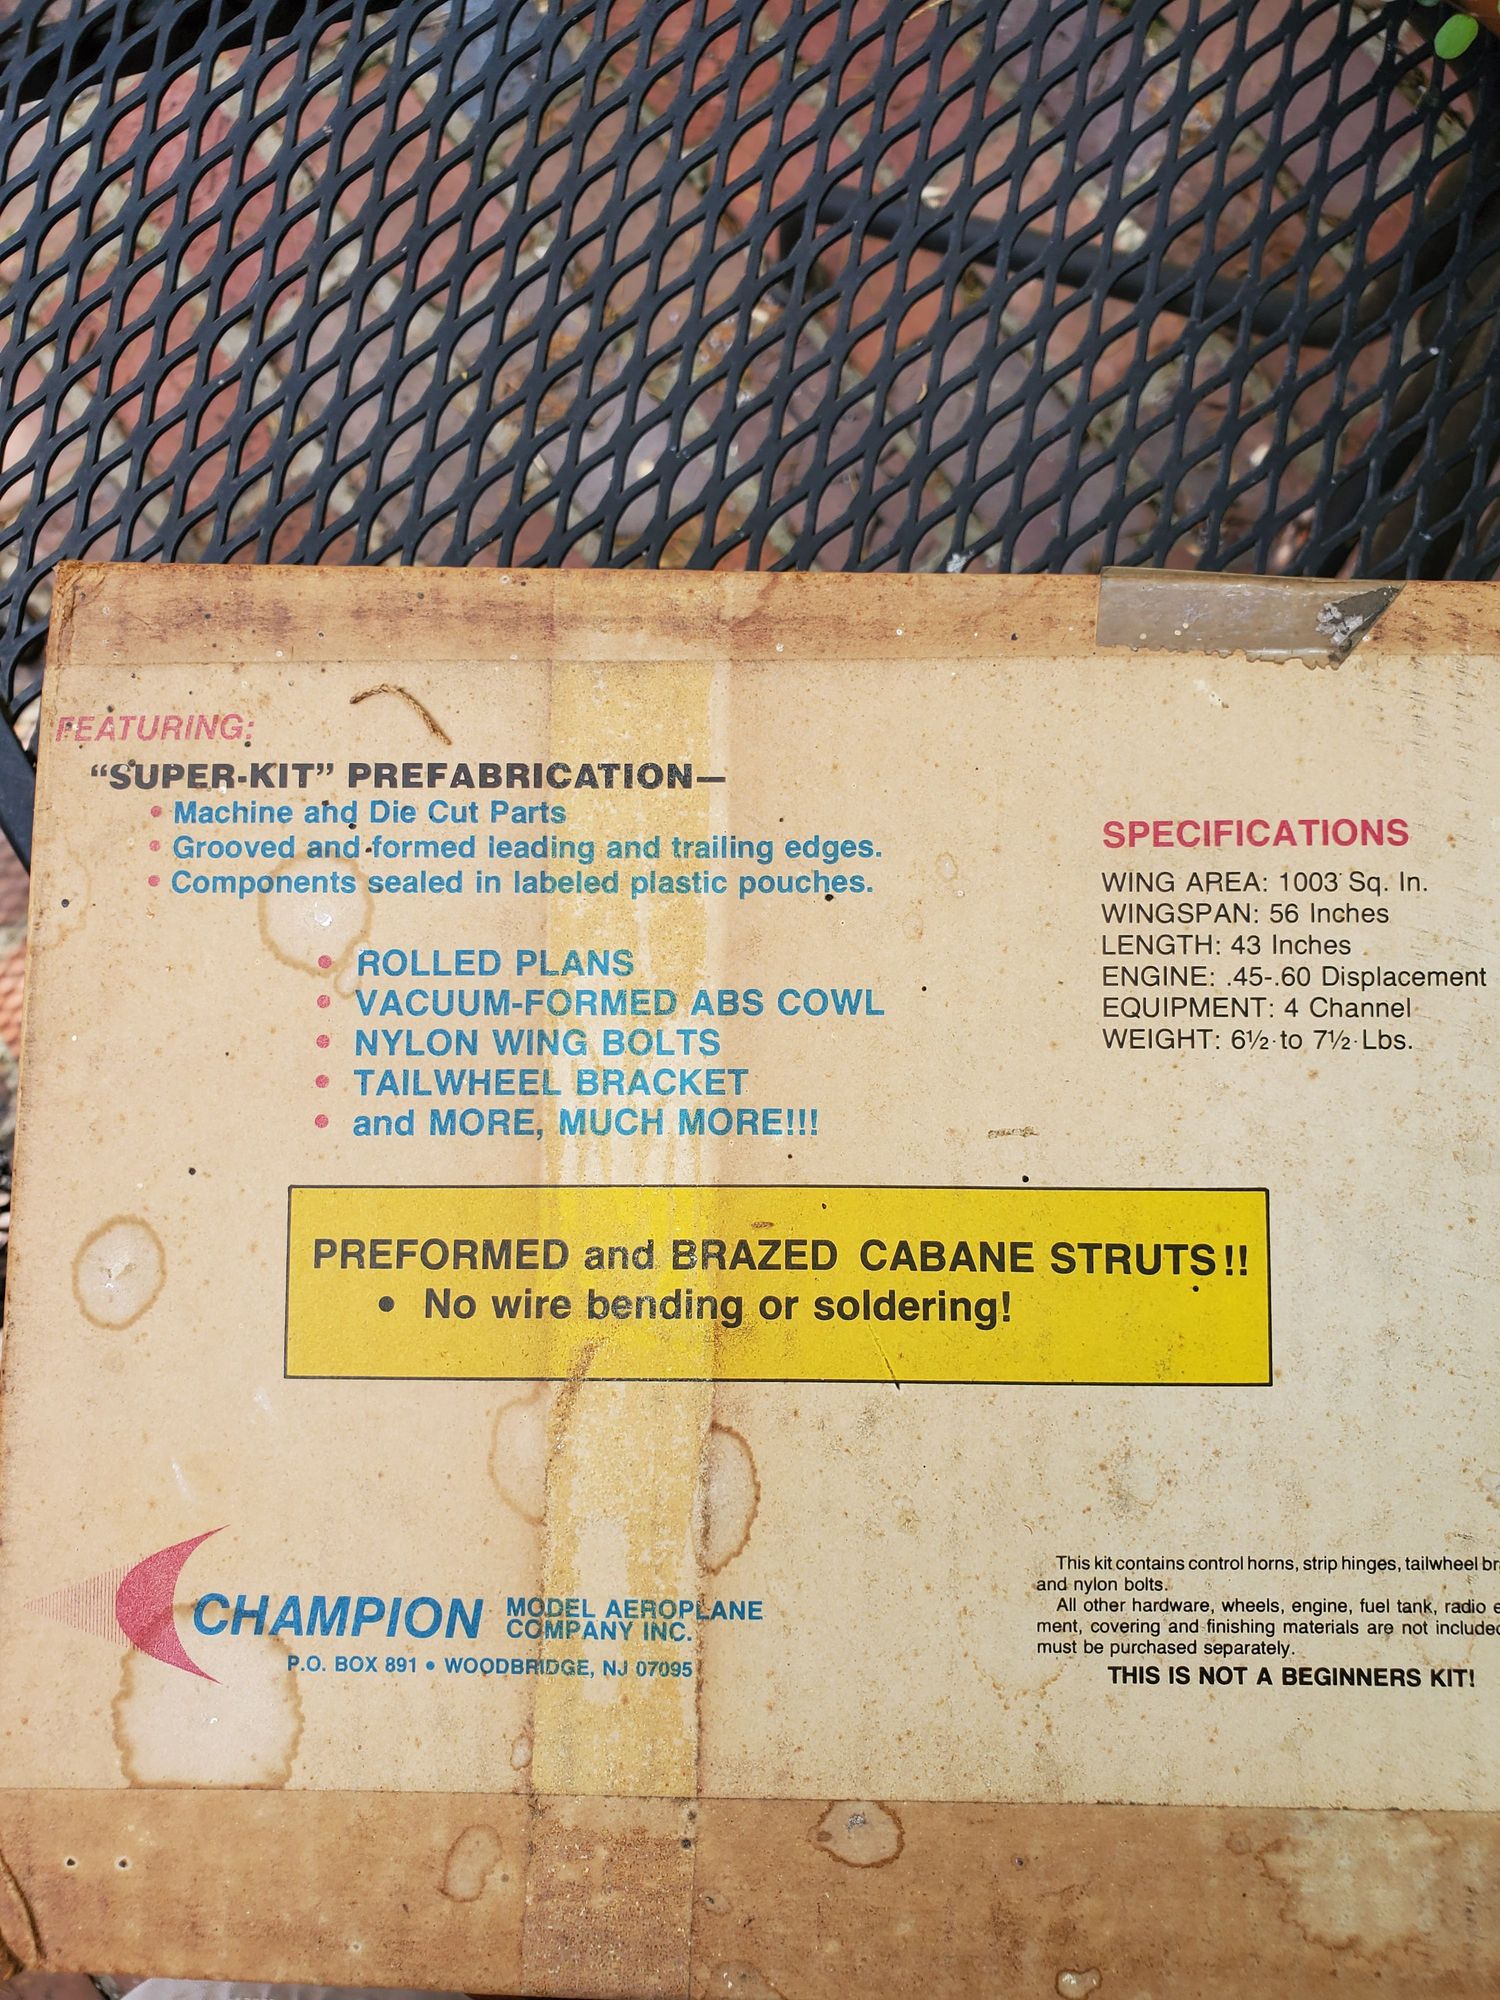 FEATURING:
“SUPER-KIT” PREFABRICATION—
• Machine and Die Cut Parts
• Grooved and formed leading and trailing edges.
• Components sealed in labeled plastic pouches.
• ROLLED PLANS
• VACUUM-FORMED ABS COWL
• NYLON WING BOLTS
• TAILWHEEL BRACKET
• and MORE, MUCH MORE!!!
SPECIFICATIONS
WING AREA: 1003 Sq. In.
WINGSPAN: 56 Inches
LENGTH: 43 Inches
ENGINE: .45-.60 Displacement
EQUIPMENT: 4 Channel
WEIGHT: 6½ to 7½ Lbs.
PREFORMED and BRAZED CABANE STRUTS!!
• No wire bending or soldering!
CHAMPION MODEL AEROPLANE
COMPANY INC.
P.O. BOX 891 • WOODBRIDGE, NJ 07095
This kit contains control horns, strip hinges, tailwheel
and nylon bolts.
All other hardware, wheels, engine, fuel tank, radio
ment, covering and finishing materials are not
must be purchased separately.
THIS IS NOT A BEGINNERS KIT!